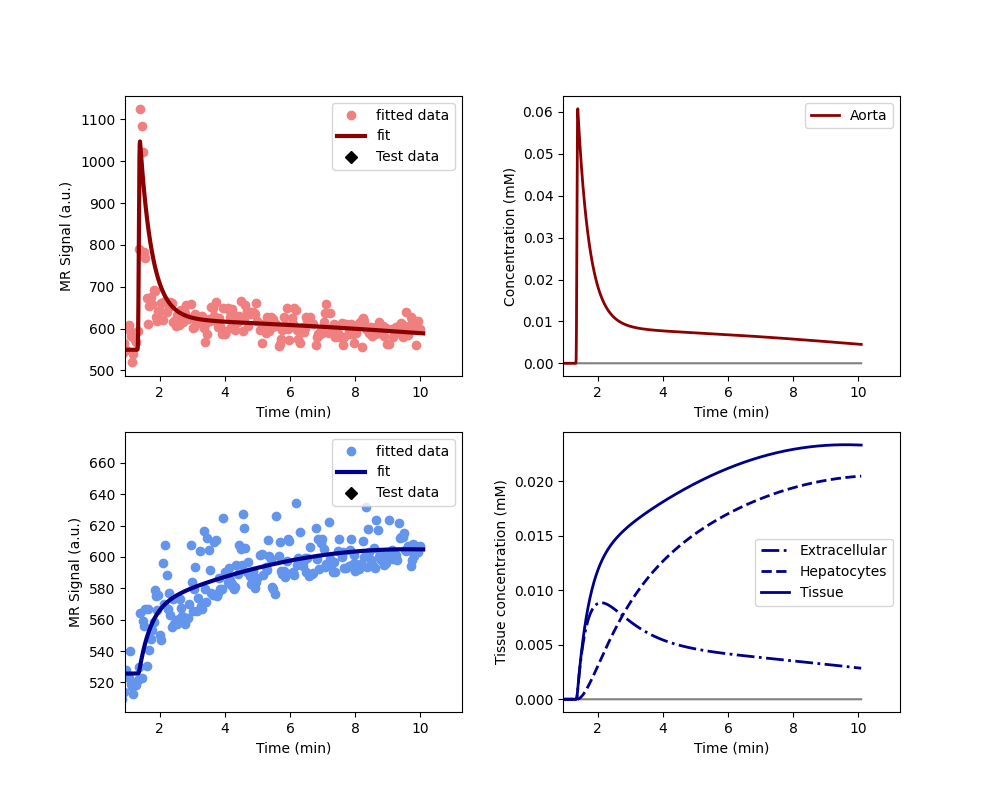 1100
1000
900
800
700
600
500
MR Signal (a.u.)
fitted data
fit
Test data
2 4 6 8 10
Time (min)
0.06
0.05
0.04
0.03
0.02
0.01
0.00
Concentration (mM)
Aorta
2 4 6 8 10
Time (min)
660
640
620
600
580
560
540
520
MR Signal (a.u.)
fitted data
fit
Test data
2 4 6 8 10
Time (min)
0.020
0.015
0.010
0.005
0.000
Tissue concentration (mM)
Extracellular
Hepatocytes
Tissue
2 4 6 8 10
Time (min)